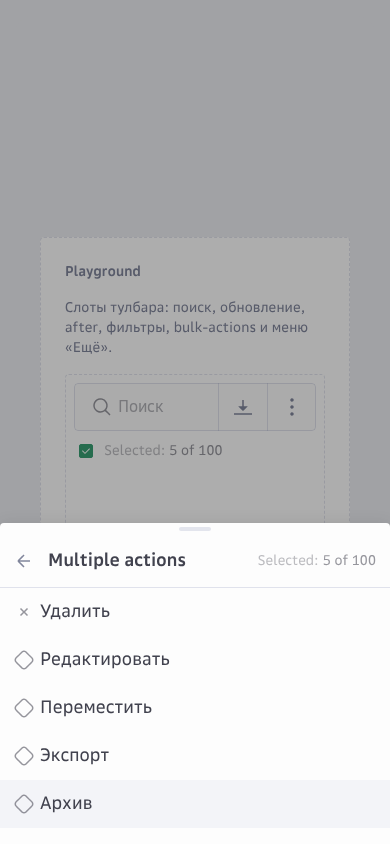 Playground
Слоты тулбара: поиск, обновление,
after, фильтры, bulk-actions и меню
«Ещё».
Поиск
Selected: 5 of 100
Multiple actions
Selected: 5 of 100
Удалить
Редактировать
Переместить
Экспорт
Архив